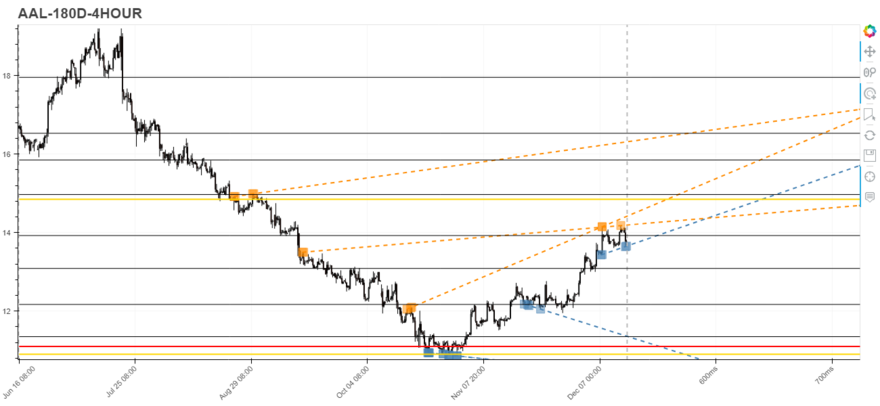 AAL-180D-4HOUR
18
16
14
12
Jun 16 08:00
Jul 25 08:00
Aug 29 08:00
Oct 04 08:00
Nov 07 20:00
Dec 07 00:00
600ms
700ms